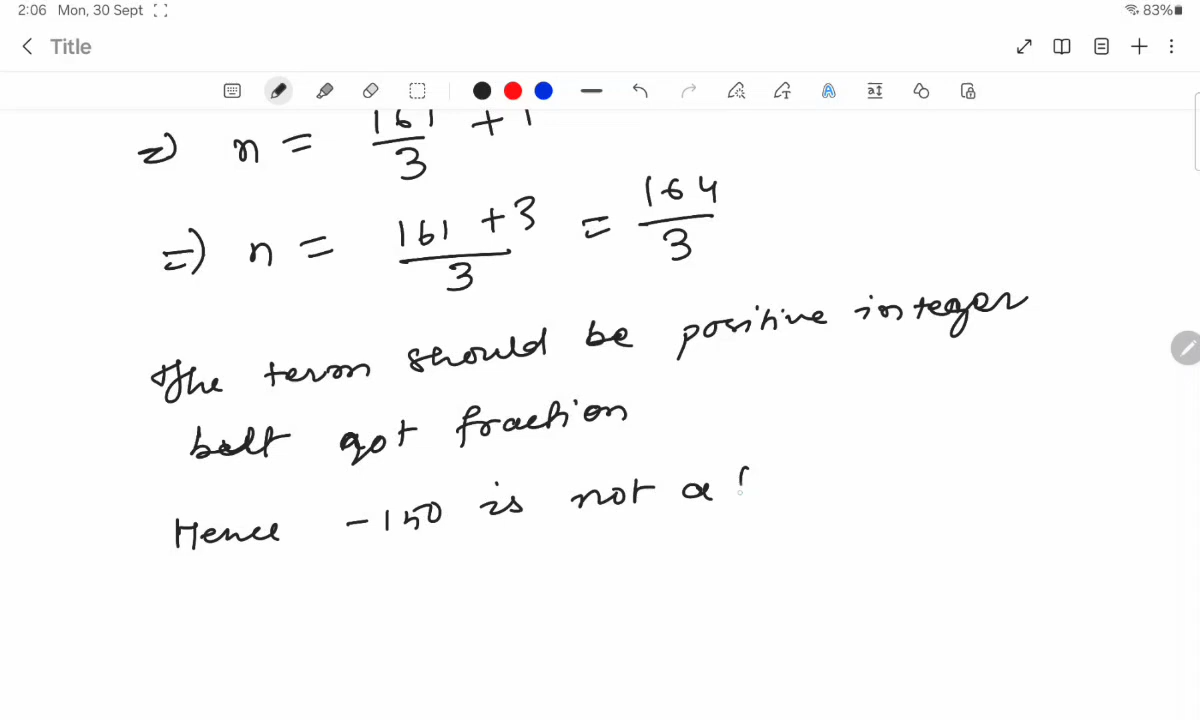 2:06 Mon, 30 Sept 83%
Title
A a‡
=> n = 161/3 + 1
=> n = (161 + 3)/3 = 164/3
The term should be positive integer
but got fraction
Hence -150 is not a